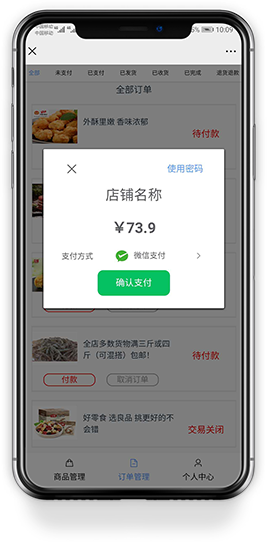 中国移动
中国移动
5%
10:09
全部 未支付 已支付 已发货 已收货 已完成 退货退款
全部订单
外酥里嫩 香味浓郁
待付款
使用密码
店铺名称
￥73.9
支付方式 微信支付
确认支付
全店多数货物满三斤或四
斤（可混搭）包邮！
待付款
付款 取消订单
好零食 选良品 挑更好的不
会错
交易关闭
商品管理 订单管理 个人中心